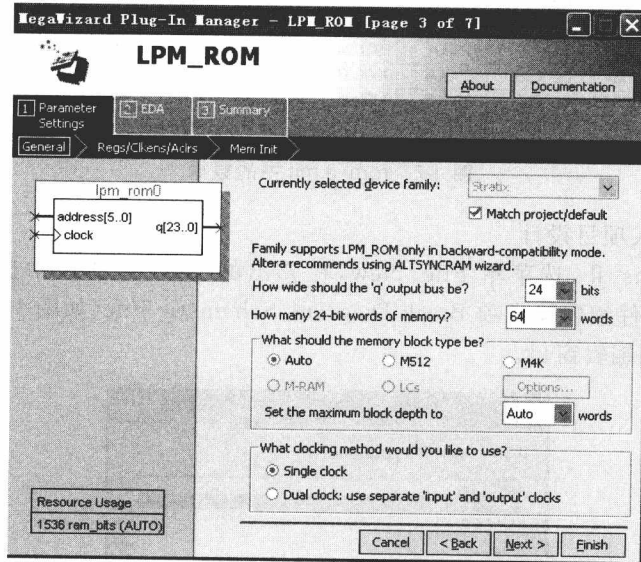 MegaWizard Plug-In Manager - LPM_ROM [page 3 of 7]
LPM_ROM
About
Documentation
1 Parameter Settings
2 EDA
3 Summary
General
Regs/Clkens/Aclrs
Mem Init
lpm_rom0
address[5..0]
q[23..0]
clock
Currently selected device family:
Stratix
Match project/default
Family supports LPM_ROM only in backward-compatibility mode.
Altera recommends using ALTSYNCRAM wizard.
How wide should the 'q' output bus be?
24
bits
How many 24-bit words of memory?
64
words
What should the memory block type be?
Auto
M512
M4K
M-RAM
LCs
Options...
Set the maximum block depth to
Auto
words
What clocking method would you like to use?
Single clock
Dual clock: use separate 'input' and 'output' clocks
Resource Usage
1536 ram_bits (AUTO)
Cancel
< Back
Next >
Finish